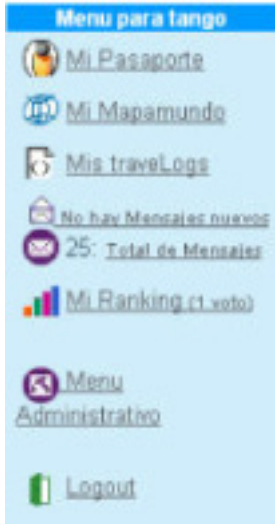 Menu para tango
Mi Pasaporte
Mi Mapamundo
Mis traveLogs
No hay Mensajes nuevos
25: Total de Mensajes
Mi Ranking (1 voto)
Menu
Administrativo
Logout